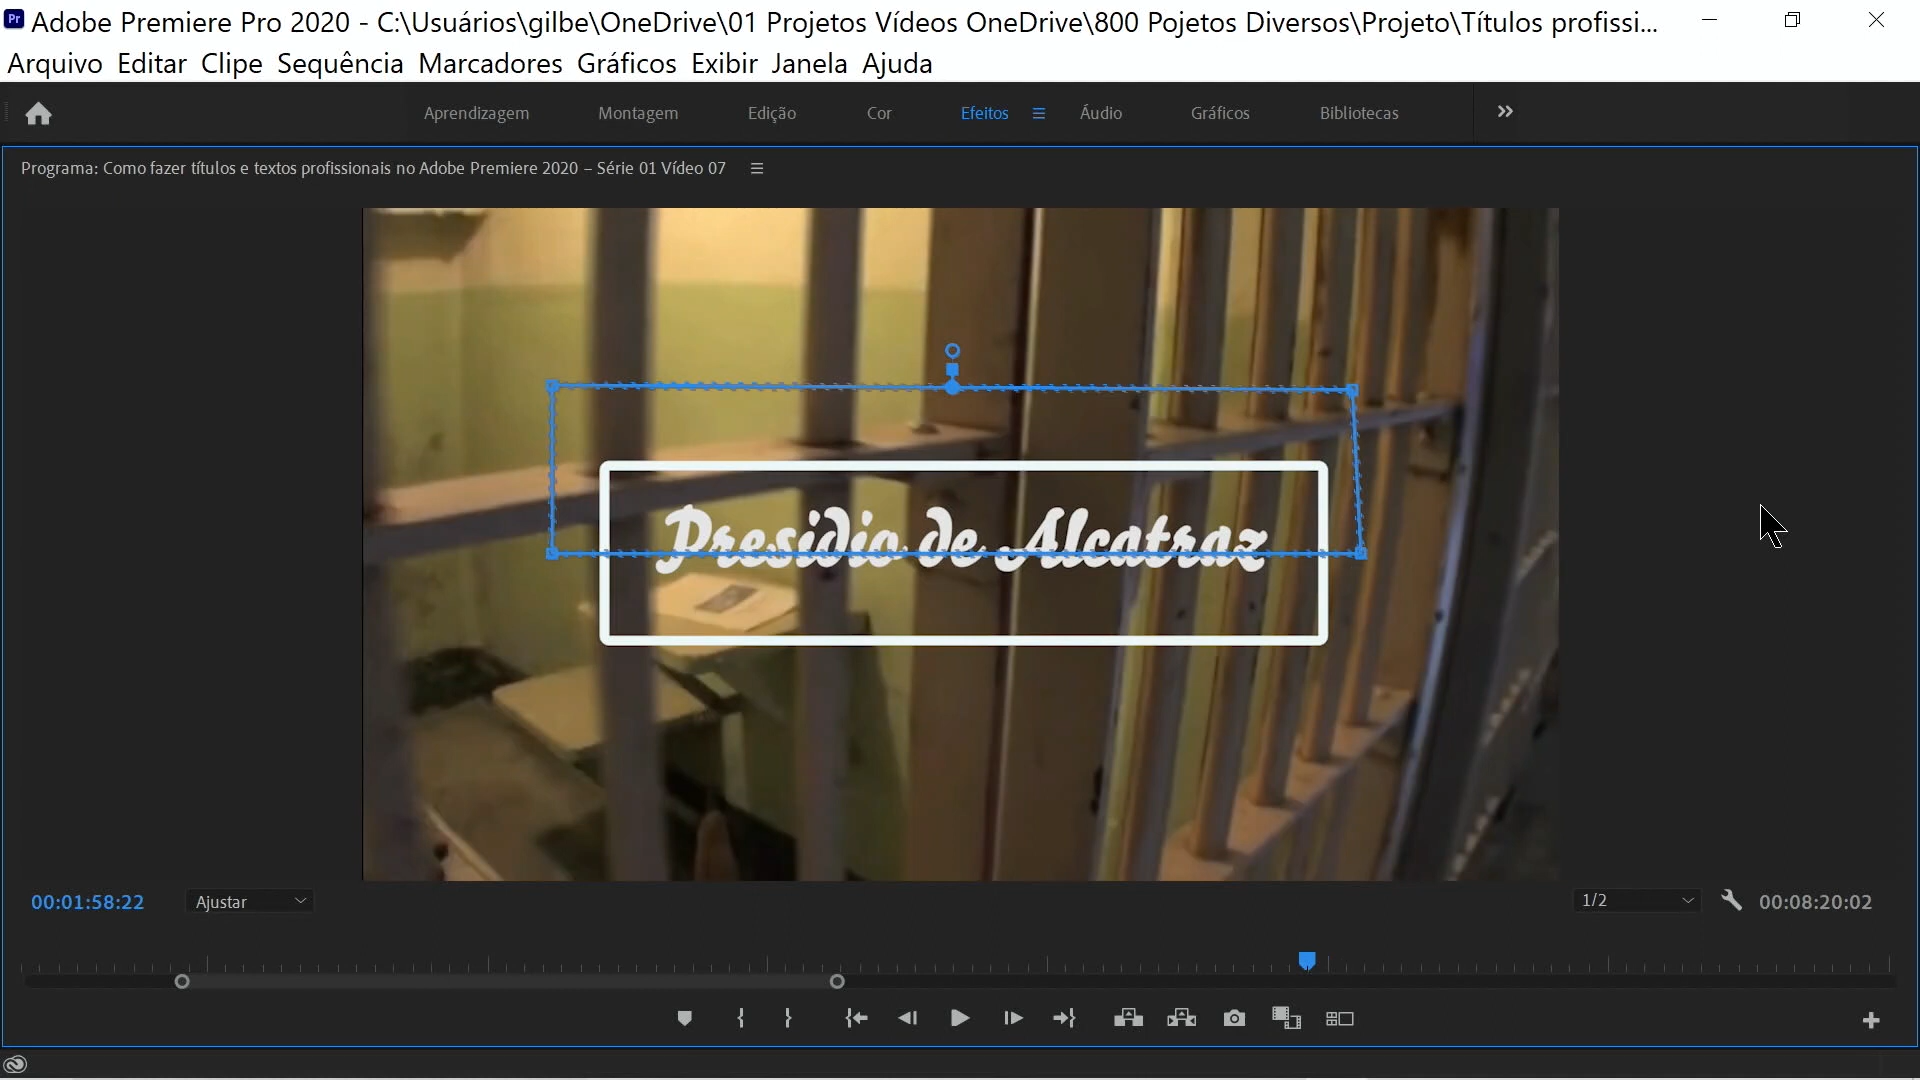 Pr Adobe Premiere Pro 2020 - C:\Usuários\gilbe\OneDrive\01 Projetos Vídeos OneDrive\800 Pojetos Diversos\Projeto\Títulos profissi...
Arquivo Editar Clipe Sequência Marcadores Gráficos Exibir Janela Ajuda
Aprendizagem Montagem Edição Cor Efeitos Áudio Gráficos Bibliotecas
Programa: Como fazer títulos e textos profissionais no Adobe Premiere 2020 – Série 01 Vídeo 07
Presidio de Alcatraz
00:01:58:22 Ajustar 1/2 00:08:20:02